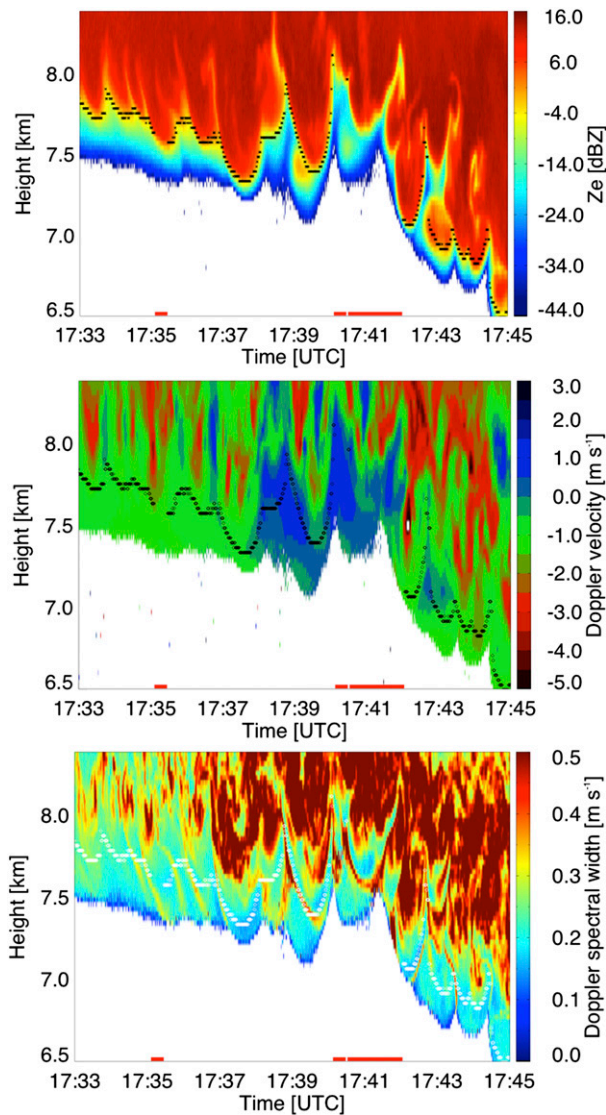 16.0
8.0
6.0
-4.0
7.5
-14.0
-24.0
7.0
-34.0
6.5
-44.0
Height [km]
Ze [dBZ]
17:33 17:35 17:37 17:39 17:41 17:43 17:45
Time [UTC]
3.0
8.0
2.0
1.0
0.0
7.5
-1.0
-2.0
7.0
-3.0
-4.0
6.5
-5.0
Height [km]
Doppler velocity [m s⁻¹]
17:33 17:35 17:37 17:39 17:41 17:43 17:45
Time [UTC]
0.5
8.0
0.4
0.3
7.5
0.2
7.0
0.1
6.5
0.0
Height [km]
Doppler spectral width [m s⁻¹]
17:33 17:35 17:37 17:39 17:41 17:43 17:45
Time [UTC]